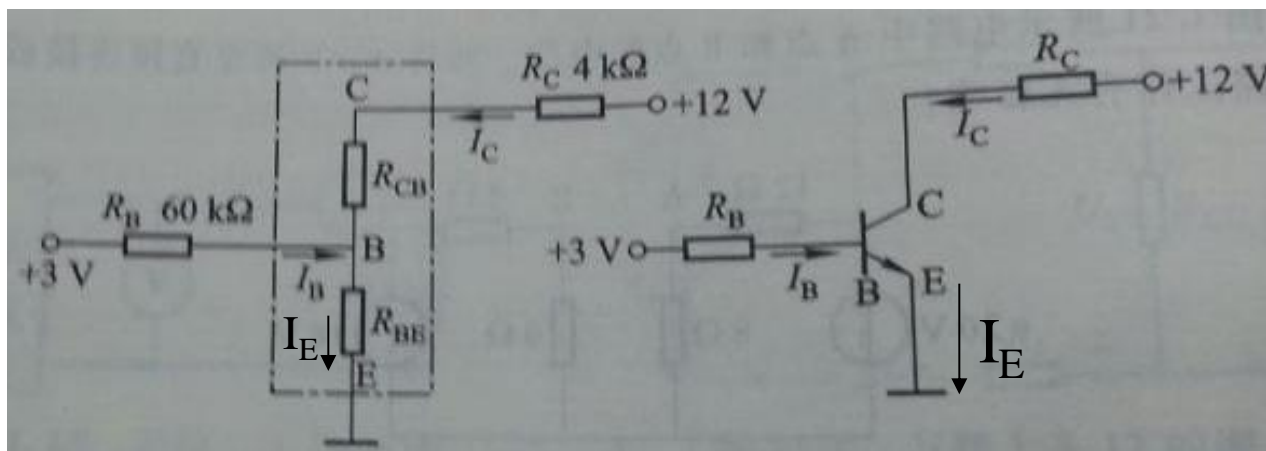 C
R_C 4 kΩ
+12 V
I_C
R_CB
R_B 60 kΩ
+3 V
I_B
B
R_BE
I_E
E
R_C
+12 V
I_C
C
R_B
+3 V
I_B
B
E
I_E